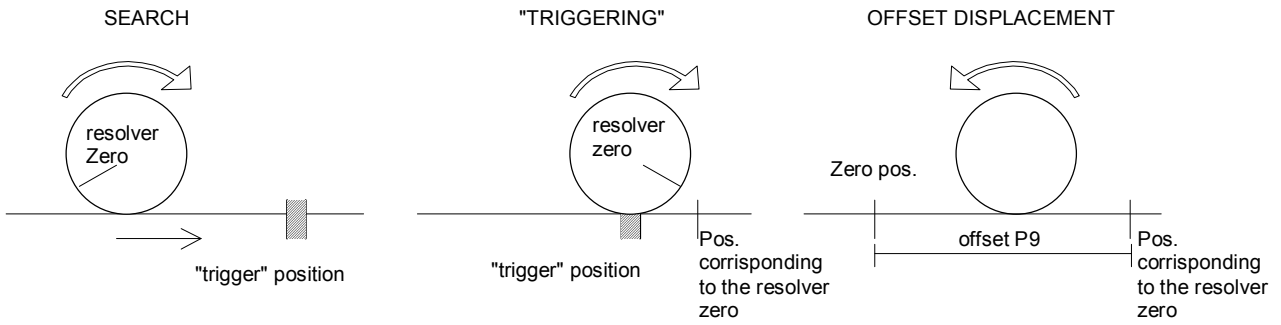 SEARCH
resolver
Zero
"trigger" position
"TRIGGERING"
resolver
zero
"trigger" position
Pos.
corrisponding
to the resolver
zero
OFFSET DISPLACEMENT
Zero pos.
offset P9
Pos.
corrisponding
to the resolver
zero